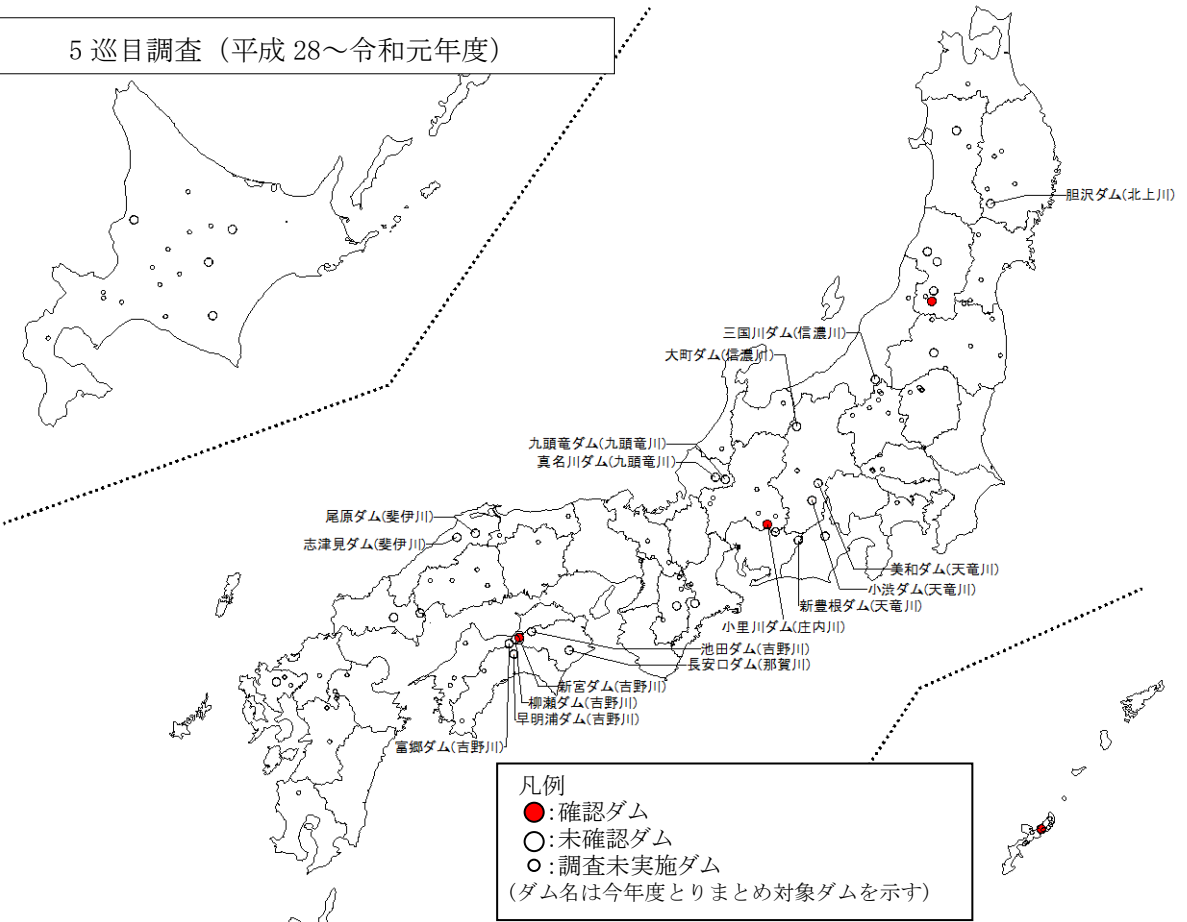 5 巡目調査（平成 28～令和元年度）
胆沢ダム(北上川)
三国川ダム(信濃川)
大町ダム(信濃川)
九頭竜ダム(九頭竜川)
真名川ダム(九頭竜川)
尾原ダム(斐伊川)
志津見ダム(斐伊川)
美和ダム(天竜川)
小渋ダム(天竜川)
新豊根ダム(天竜川)
小里川ダム(庄内川)
池田ダム(吉野川)
長安口ダム(那賀川)
新宮ダム(吉野川)
柳瀬ダム(吉野川)
早明浦ダム(吉野川)
富郷ダム(吉野川)
凡例
:確認ダム
:未確認ダム
:調査未実施ダム
(ダム名は今年度とりまとめ対象ダムを示す)